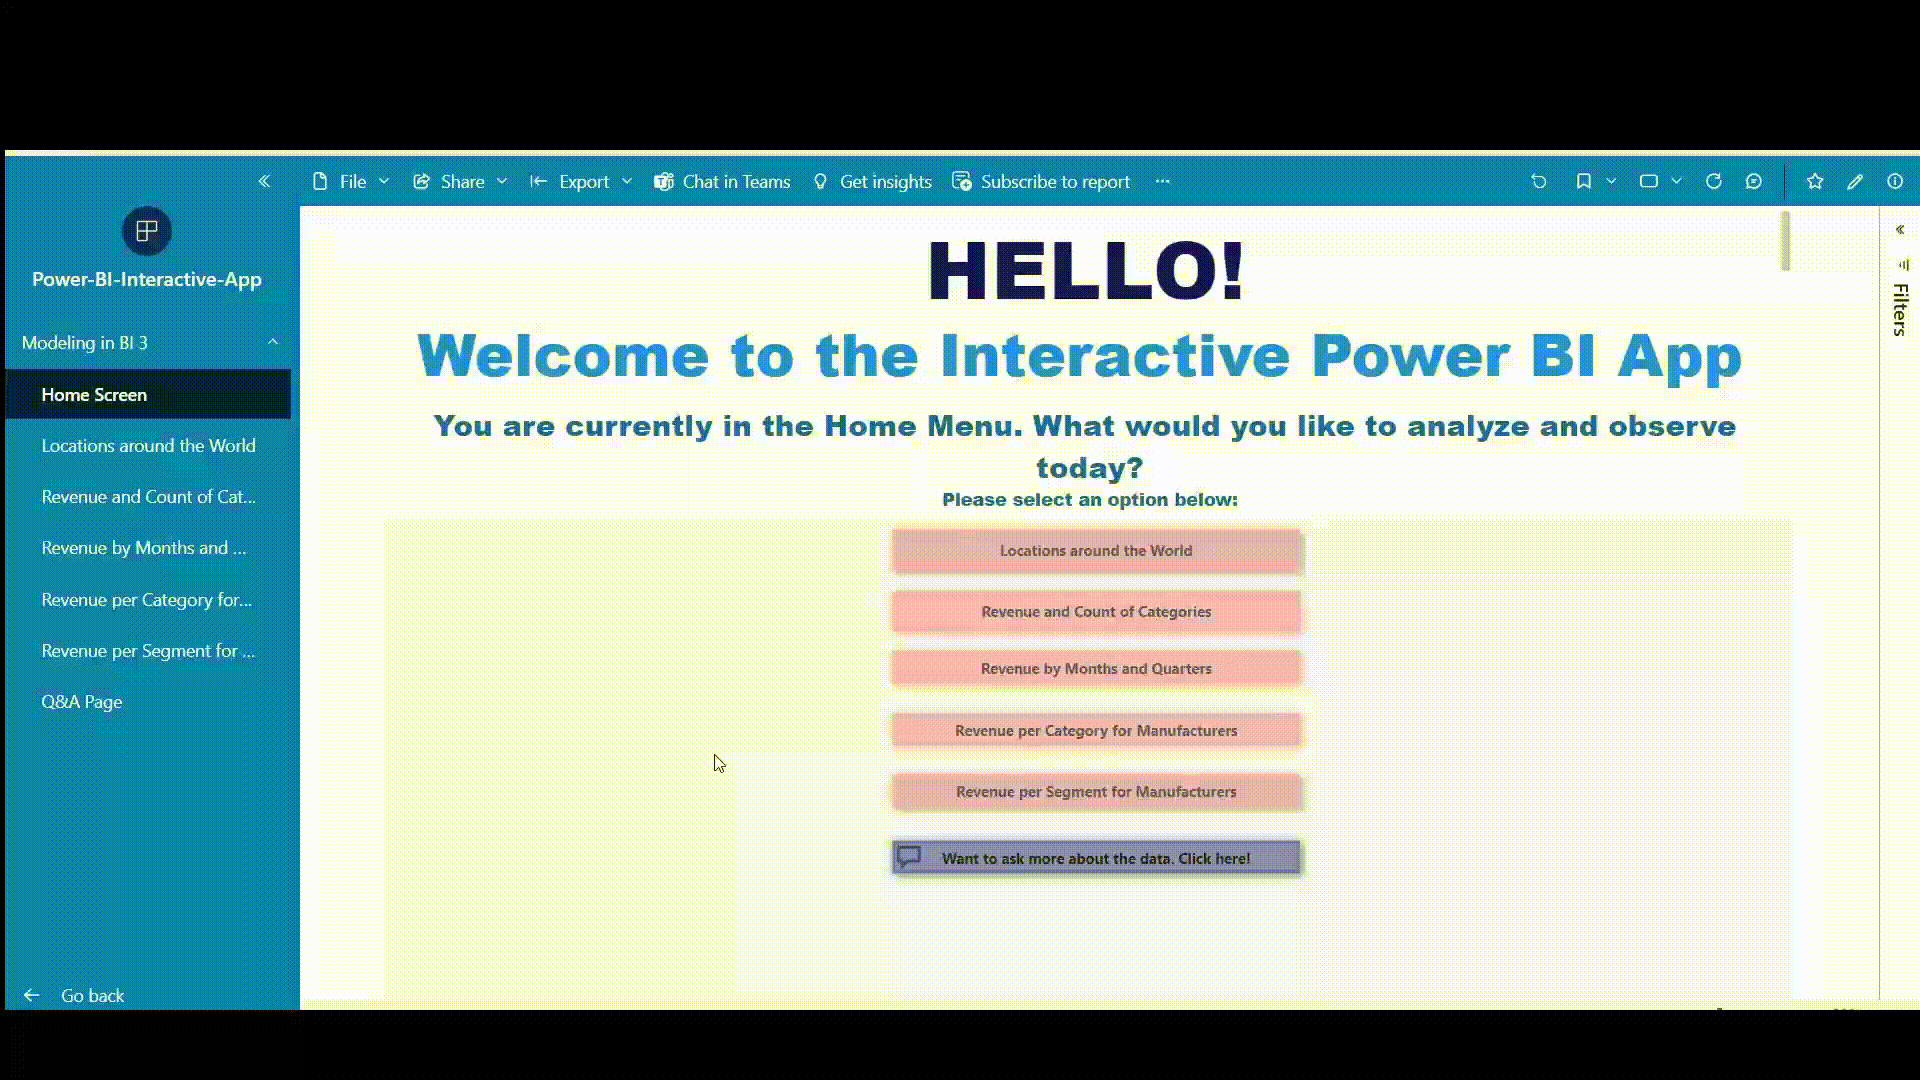 File
Share
Export
Chat in Teams
Get insights
Subscribe to report
Power-BI-Interactive-App
Modeling in BI 3
Home Screen
Locations around the World
Revenue and Count of Cat...
Revenue by Months and ...
Revenue per Category for...
Revenue per Segment for ...
Q&A Page
Go back
HELLO!
Welcome to the Interactive Power BI App
You are currently in the Home Menu. What would you like to analyze and observe
today?
Please select an option below:
Locations around the World
Revenue and Count of Categories
Revenue by Months and Quarters
Revenue per Category for Manufacturers
Revenue per Segment for Manufacturers
Want to ask more about the data. Click here!
Filters